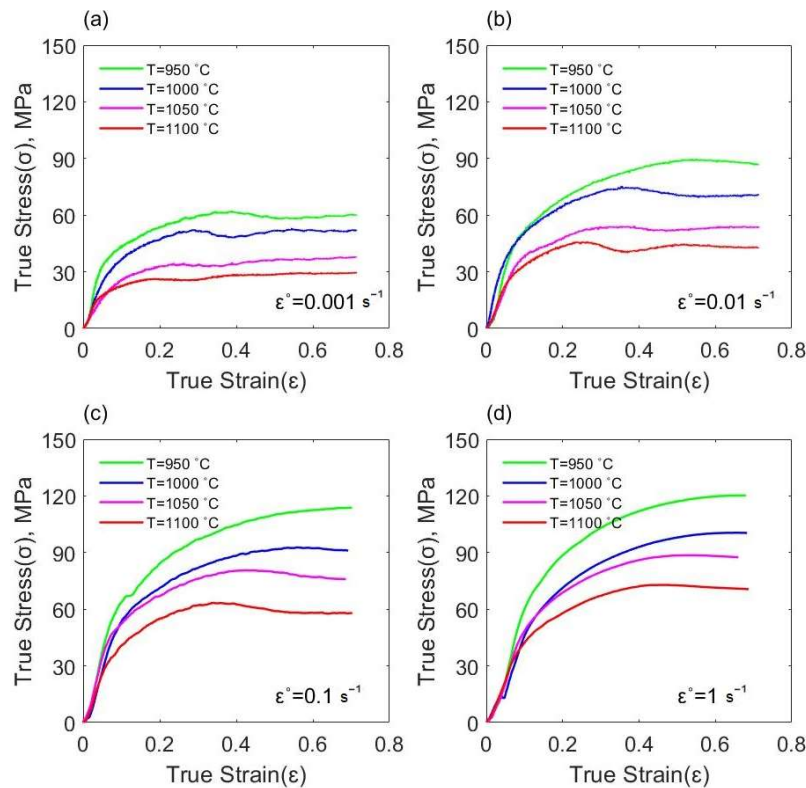 (a)
150
120
90
60
30
0
True Stress(σ), MPa
T=950 °C
T=1000 °C
T=1050 °C
T=1100 °C
ε°=0.001 s⁻¹
0 0.2 0.4 0.6 0.8
True Strain(ε)
(b)
150
120
90
60
30
0
True Stress(σ), MPa
T=950 °C
T=1000 °C
T=1050 °C
T=1100 °C
ε°=0.01 s⁻¹
0 0.2 0.4 0.6 0.8
True Strain(ε)
(c)
150
120
90
60
30
0
True Stress(σ), MPa
T=950 °C
T=1000 °C
T=1050 °C
T=1100 °C
ε°=0.1 s⁻¹
0 0.2 0.4 0.6 0.8
True Strain(ε)
(d)
150
120
90
60
30
0
True Stress(σ), MPa
T=950 °C
T=1000 °C
T=1050 °C
T=1100 °C
ε°=1 s⁻¹
0 0.2 0.4 0.6 0.8
True Strain(ε)